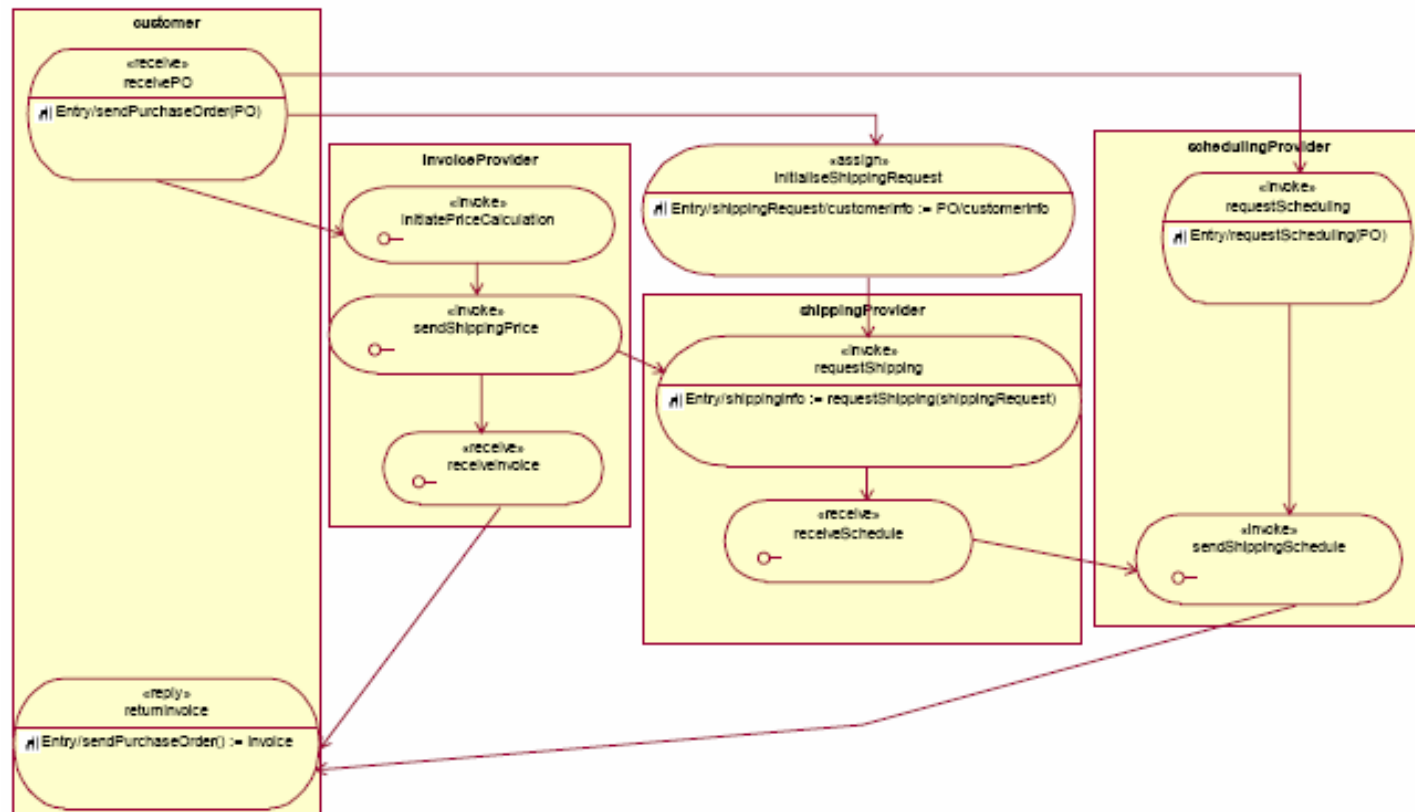 customer
«receive»
receivePO
Entry/sendPurchaseOrder(PO)
InvoiceProvider
«invoke»
initiatePriceCalculation
«invoke»
sendShippingPrice
«receive»
receiveInvoice
«assign»
initialiseShippingRequest
Entry/shippingRequest/customerInfo := PO/customerInfo
shippingProvider
«invoke»
requestShipping
Entry/shippingInfo := requestShipping(shippingRequest)
«receive»
receiveSchedule
schedulingProvider
«invoke»
requestScheduling
Entry/requestScheduling(PO)
«invoke»
sendShippingSchedule
«reply»
returnInvoice
Entry/sendPurchaseOrder() := Invoice